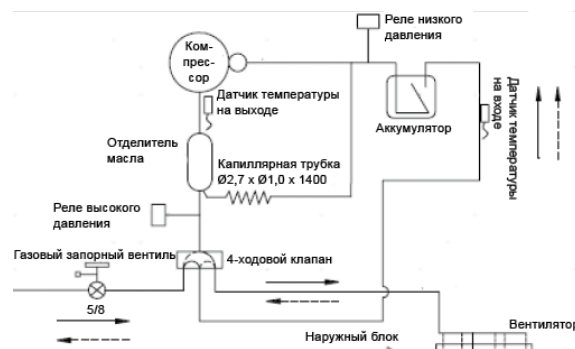 Реле низкого
давления
Ком-
прес-
сор
Датчик температуры
на выходе
Аккумулятор
Датчик температуры
на входе
Отделитель
масла
Капиллярная трубка
Ø2,7 x Ø1,0 x 1400
Реле высокого
давления
Газовый запорный вентиль
4-ходовой клапан
5/8
Вентилятор
Наружный блок